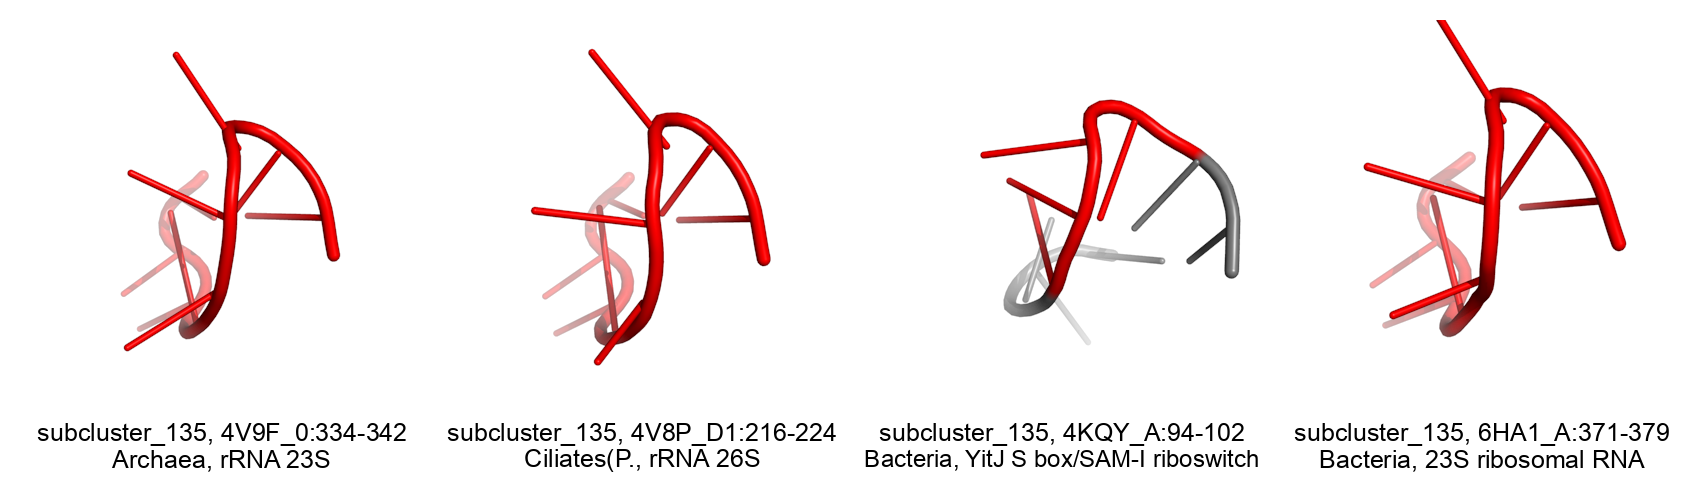 subcluster_135, 4V9F_0:334-342
Archaea, rRNA 23S
subcluster_135, 4V8P_D1:216-224
Ciliates(P., rRNA 26S
subcluster_135, 4KQY_A:94-102
Bacteria, YitJ S box/SAM-I riboswitch
subcluster_135, 6HA1_A:371-379
Bacteria, 23S ribosomal RNA